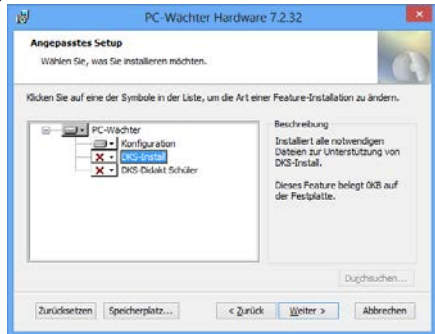 PC-Wächter Hardware 7.2.32
Angepasstes Setup
Wählen Sie, was Sie installieren möchten.
Klicken Sie auf eine der Symbole in der Liste, um die Art einer Feature-Installation zu ändern.
PC-Wächter
Konfiguration
DKS-Install
DKS-Didakt Schüler
Beschreibung
Installiert alle notwendigen
Dateien zur Unterstützung von
DKS-Install.
Dieses Feature belegt 0KB auf
der Festplatte.
Durchsuchen...
Zurücksetzen
Speicherplatz...
< Zurück
Weiter >
Abbrechen